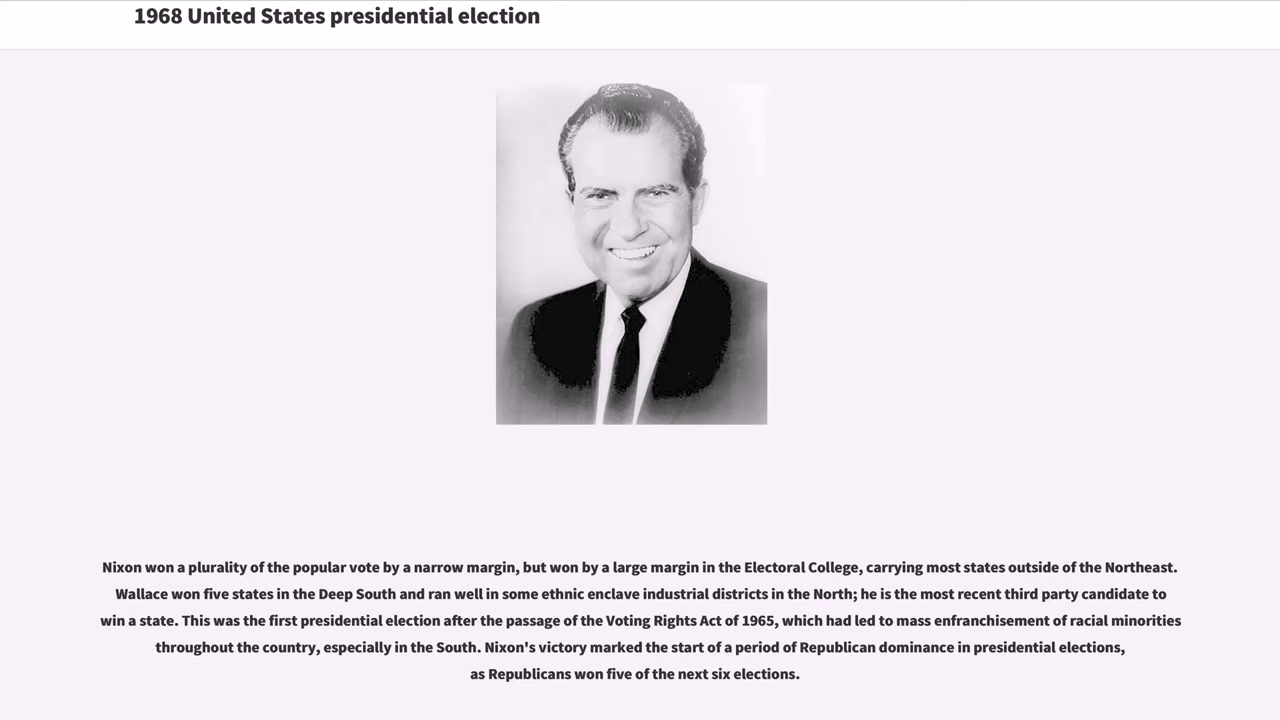 1968 United States presidential election
Nixon won a plurality of the popular vote by a narrow margin, but won by a large margin in the Electoral College, carrying most states outside of the Northeast.
Wallace won five states in the Deep South and ran well in some ethnic enclave industrial districts in the North; he is the most recent third party candidate to
win a state. This was the first presidential election after the passage of the Voting Rights Act of 1965, which had led to mass enfranchisement of racial minorities
throughout the country, especially in the South. Nixon's victory marked the start of a period of Republican dominance in presidential elections,
as Republicans won five of the next six elections.